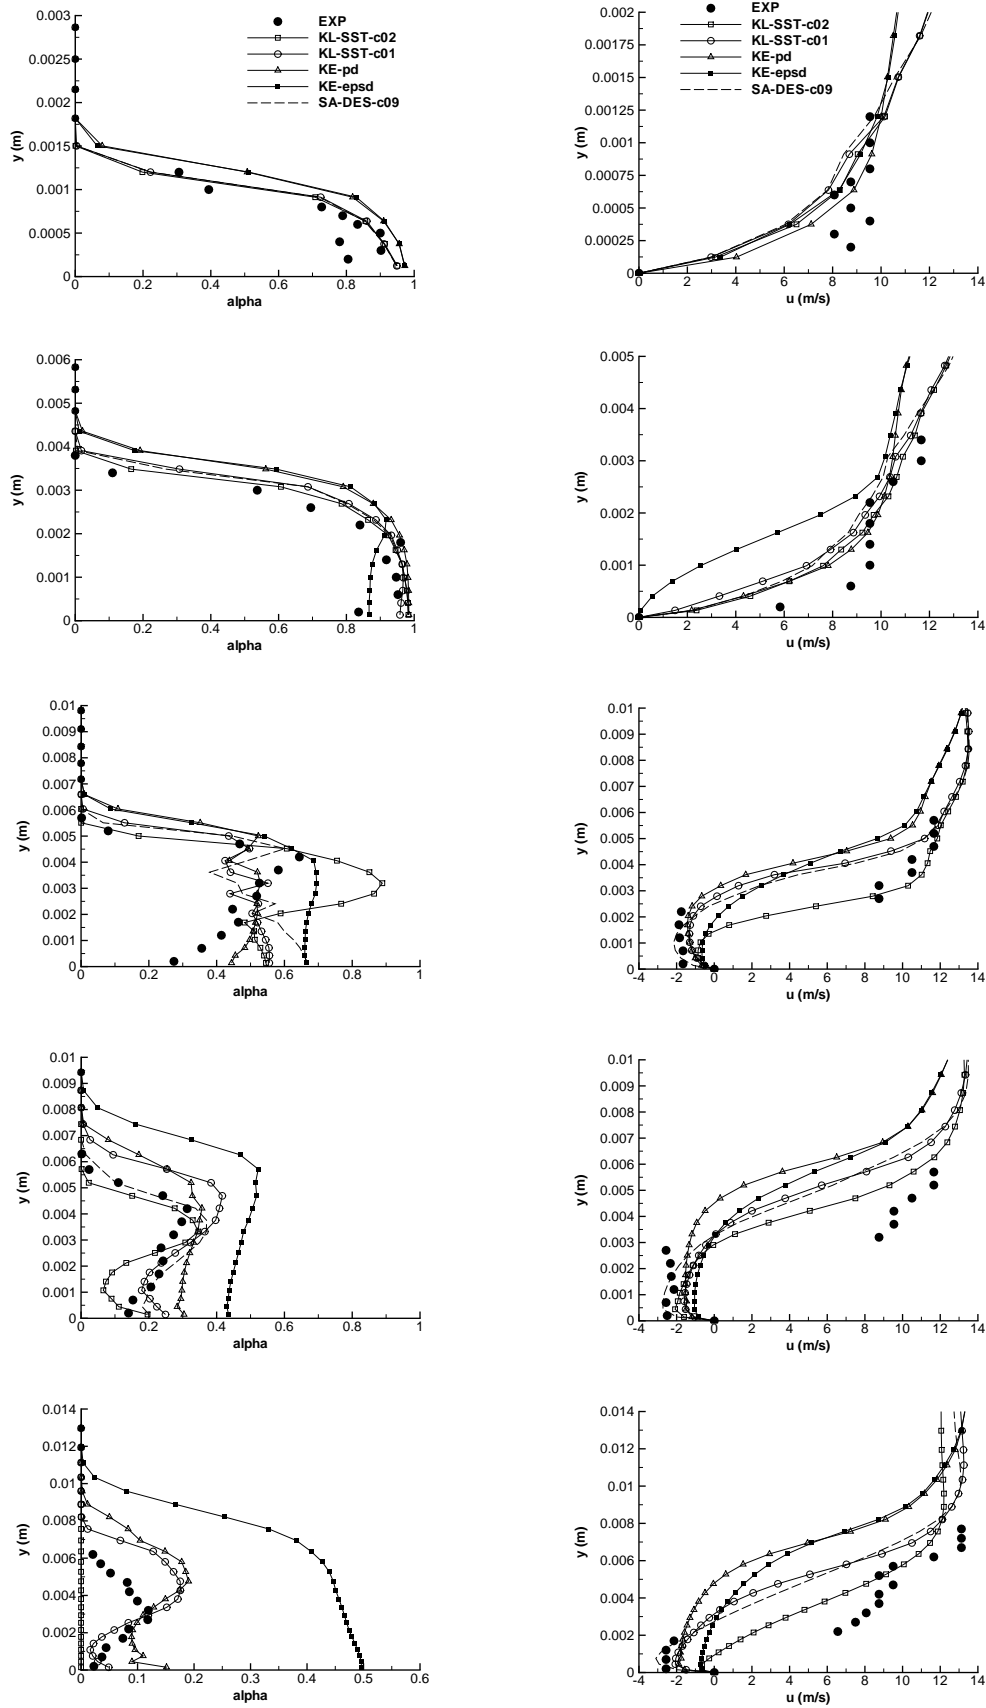 0.003
0.0025
0.002
0.0015
0.001
0.0005
0
y (m)
0 0.2 0.4 0.6 0.8 1
alpha
EXP
KL-SST-c02
KL-SST-c01
KE-pd
KE-epsd
SA-DES-c09
0.002
0.00175
0.0015
0.00125
0.001
0.00075
0.0005
0.00025
0
y (m)
0 2 4 6 8 10 12 14
u (m/s)
EXP
KL-SST-c02
KL-SST-c01
KE-pd
KE-epsd
SA-DES-c09
0.006
0.005
0.004
0.003
0.002
0.001
0
y (m)
0 0.2 0.4 0.6 0.8 1
alpha
0.005
0.004
0.003
0.002
0.001
0
y (m)
0 2 4 6 8 10 12 14
u (m/s)
0.01
0.009
0.008
0.007
0.006
0.005
0.004
0.003
0.002
0.001
0
y (m)
0 0.2 0.4 0.6 0.8 1
alpha
0.01
0.009
0.008
0.007
0.006
0.005
0.004
0.003
0.002
0.001
0
y (m)
-4 -2 0 2 4 6 8 10 12 14
u (m/s)
0.01
0.009
0.008
0.007
0.006
0.005
0.004
0.003
0.002
0.001
0
y (m)
0 0.2 0.4 0.6 0.8 1
alpha
0.01
0.009
0.008
0.007
0.006
0.005
0.004
0.003
0.002
0.001
0
y (m)
-4 -2 0 2 4 6 8 10 12 14
u (m/s)
0.014
0.012
0.01
0.008
0.006
0.004
0.002
0
y (m)
0 0.1 0.2 0.3 0.4 0.5 0.6
alpha
0.014
0.012
0.01
0.008
0.006
0.004
0.002
0
y (m)
-4 -2 0 2 4 6 8 10 12 14
u (m/s)